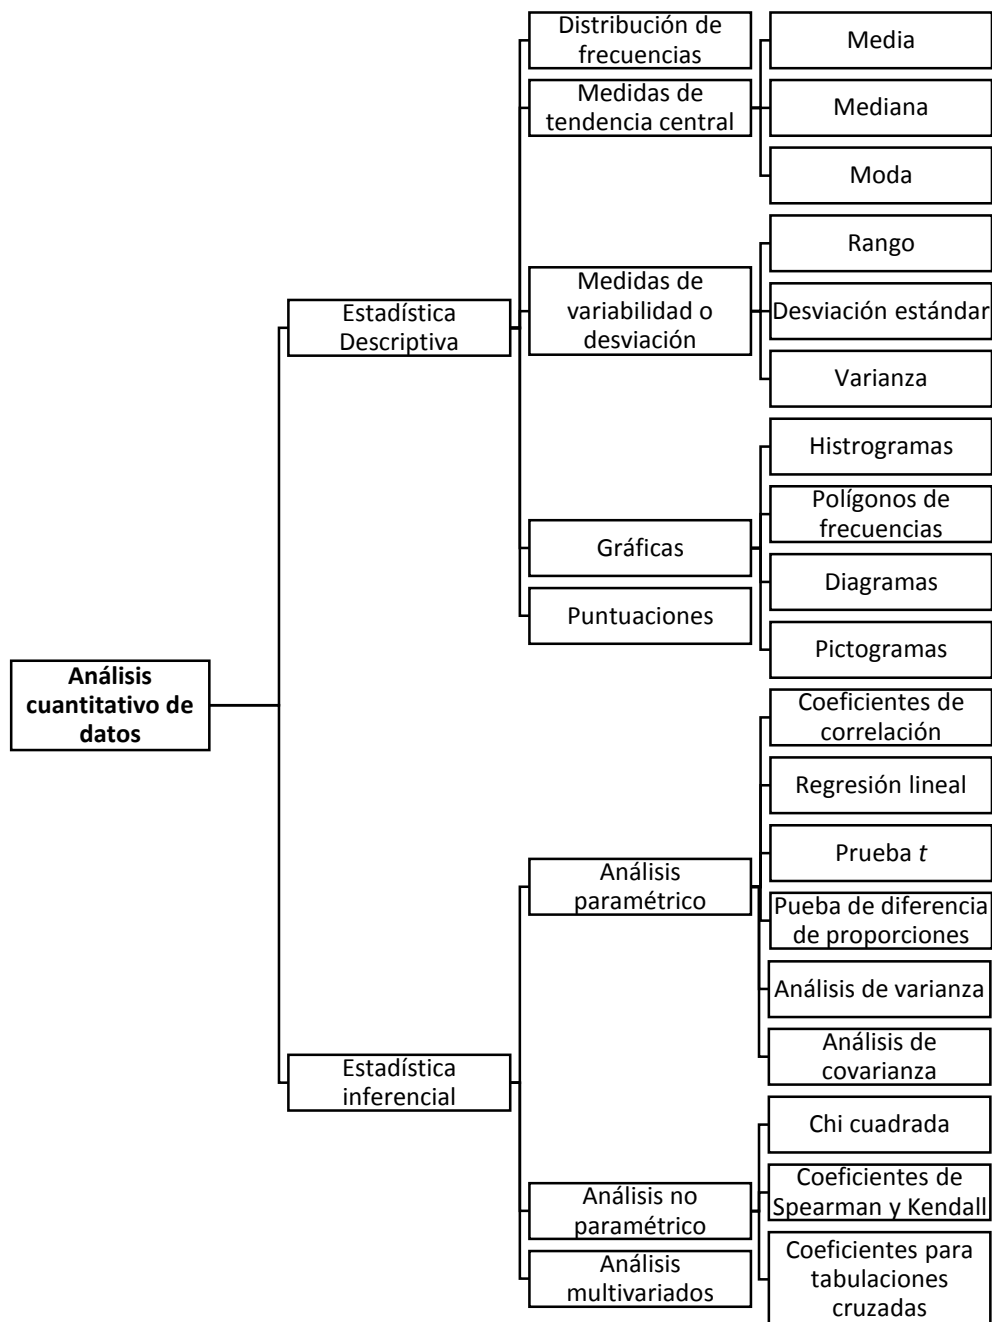 Análisis
cuantitativo de
datos
Estadística
Descriptiva
Distribución de
frecuencias
Medidas de
tendencia central
Media
Mediana
Moda
Medidas de
variabilidad o
desviación
Rango
Desviación estándar
Varianza
Gráficas
Histrogramas
Polígonos de
frecuencias
Diagramas
Pictogramas
Puntuaciones
Estadística
inferencial
Análisis
paramétrico
Coeficientes de
correlación
Regresión lineal
Prueba t
Pueba de diferencia
de proporciones
Análisis de varianza
Análisis de
covarianza
Análisis no
paramétrico
Chi cuadrada
Coeficientes de
Spearman y Kendall
Coeficientes para
tabulaciones
cruzadas
Análisis
multivariados